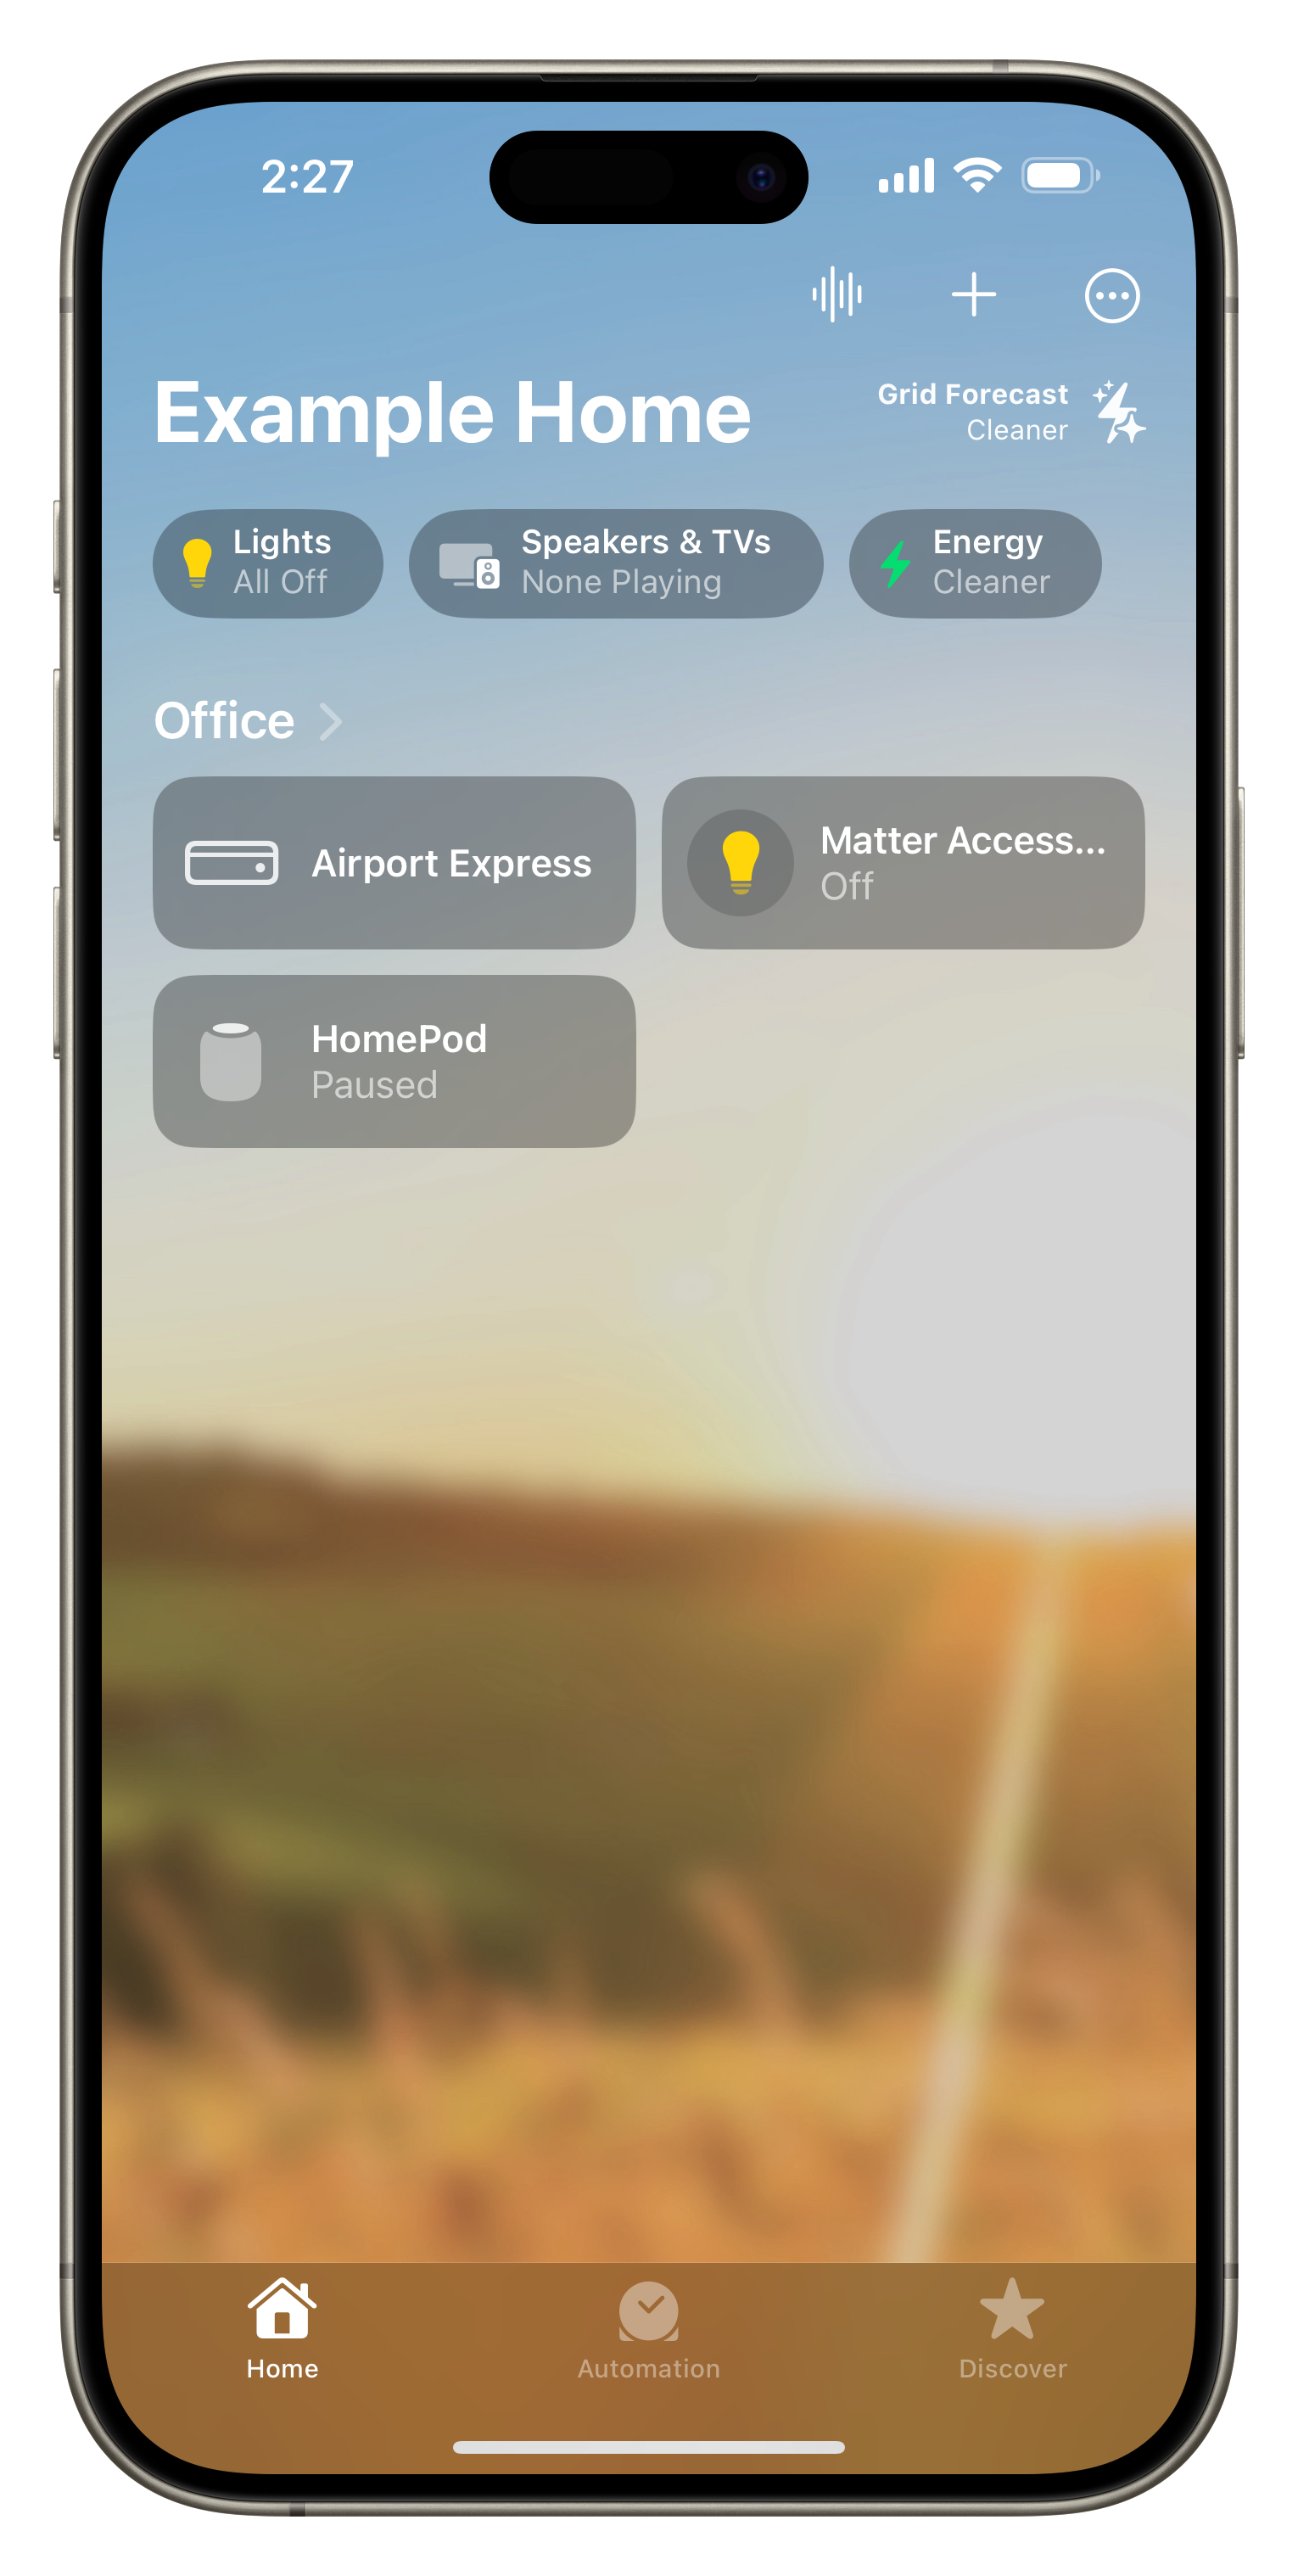 2:27
Example Home
Grid Forecast
Cleaner
Lights
All Off
Speakers & TVs
None Playing
Energy
Cleaner
Office
Airport Express
Matter Access...
Off
HomePod
Paused
Home
Automation
Discover